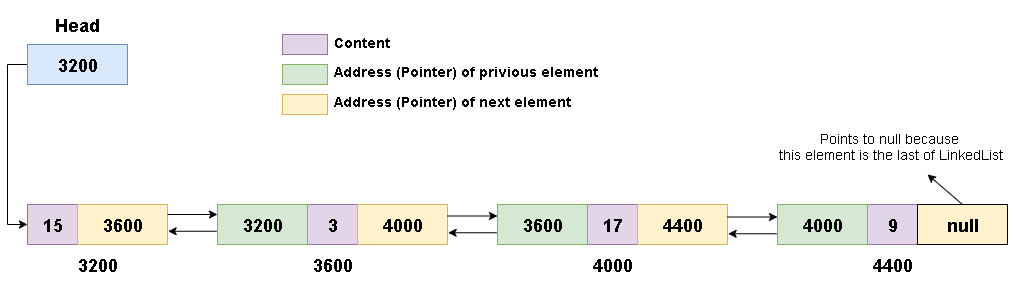 Head
3200
Content
Address (Pointer) of privious element
Address (Pointer) of next element
Points to null because
this element is the last of LinkedList
15 3600 3200 3 4000 3600 17 4400 4000 9 null
3200 3600 4000 4400